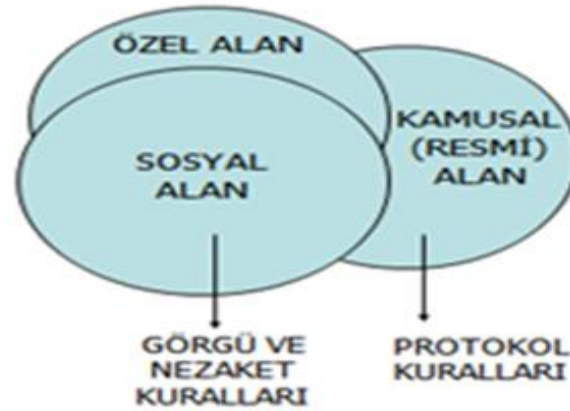 ÖZEL ALAN
SOSYAL
ALAN
KAMUSAL
(RESMİ)
ALAN
GÖRGÜ VE
NEZAKET
KURALLARI
PROTOKOL
KURALLARI